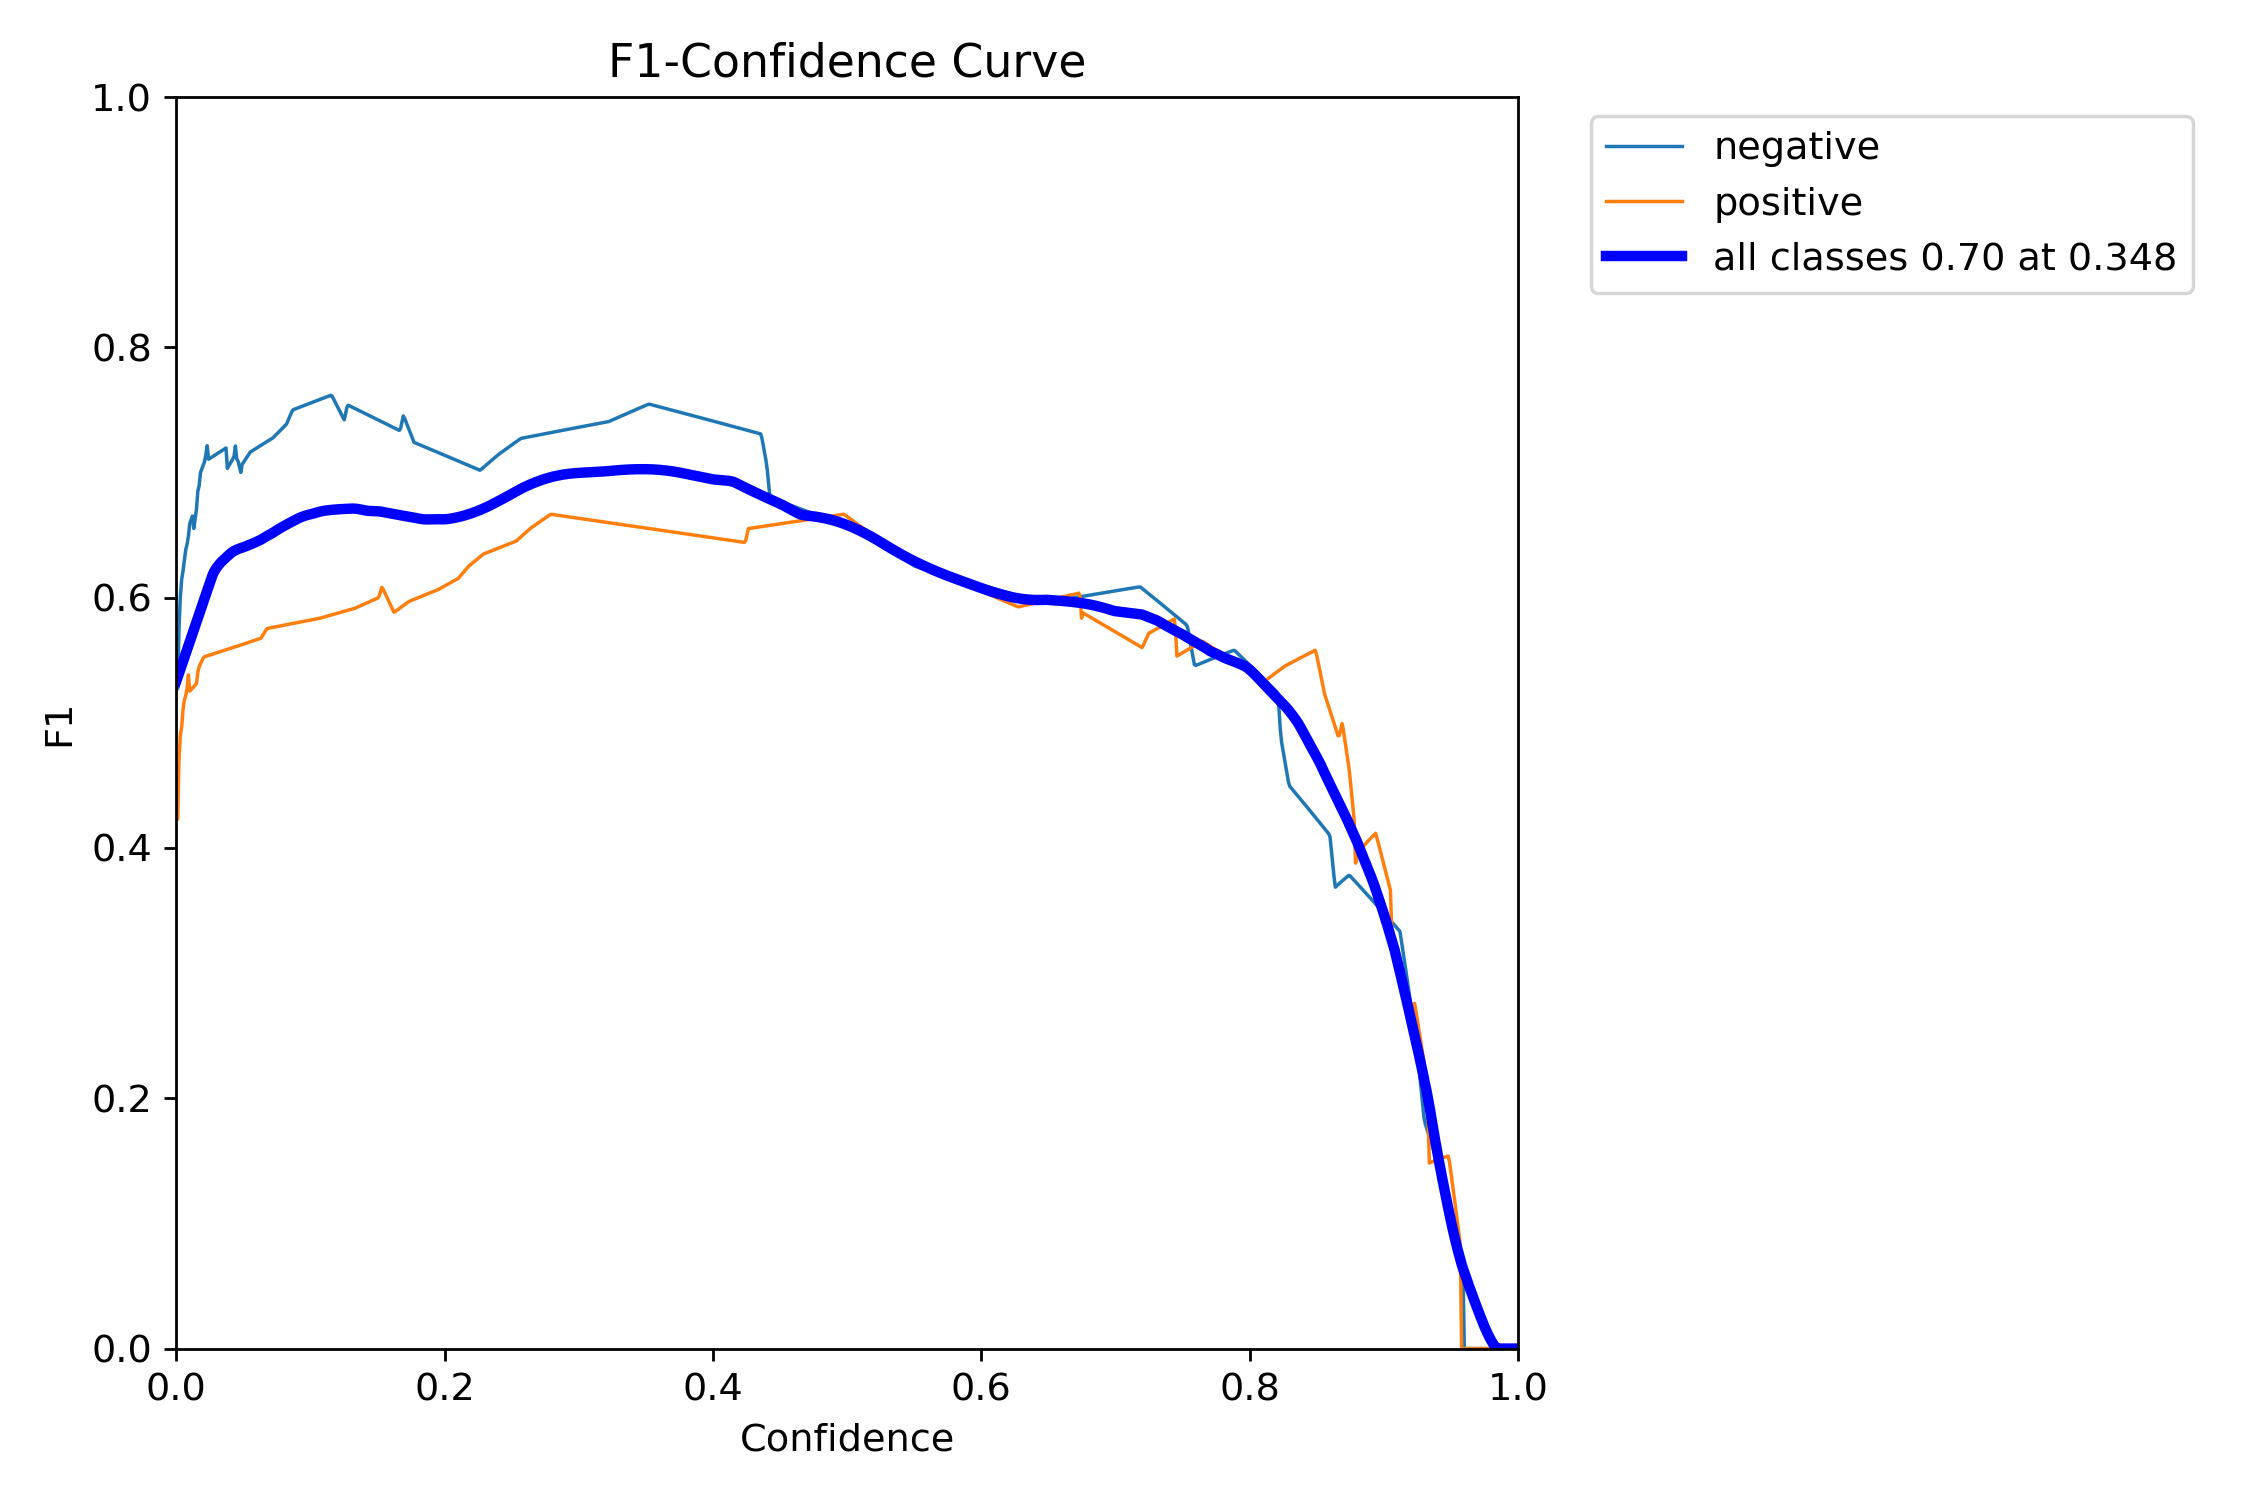 F1-Confidence Curve
1.0
0.8
0.6
0.4
0.2
0.0
F1
0.0 0.2 0.4 0.6 0.8 1.0
Confidence
negative
positive
all classes 0.70 at 0.348